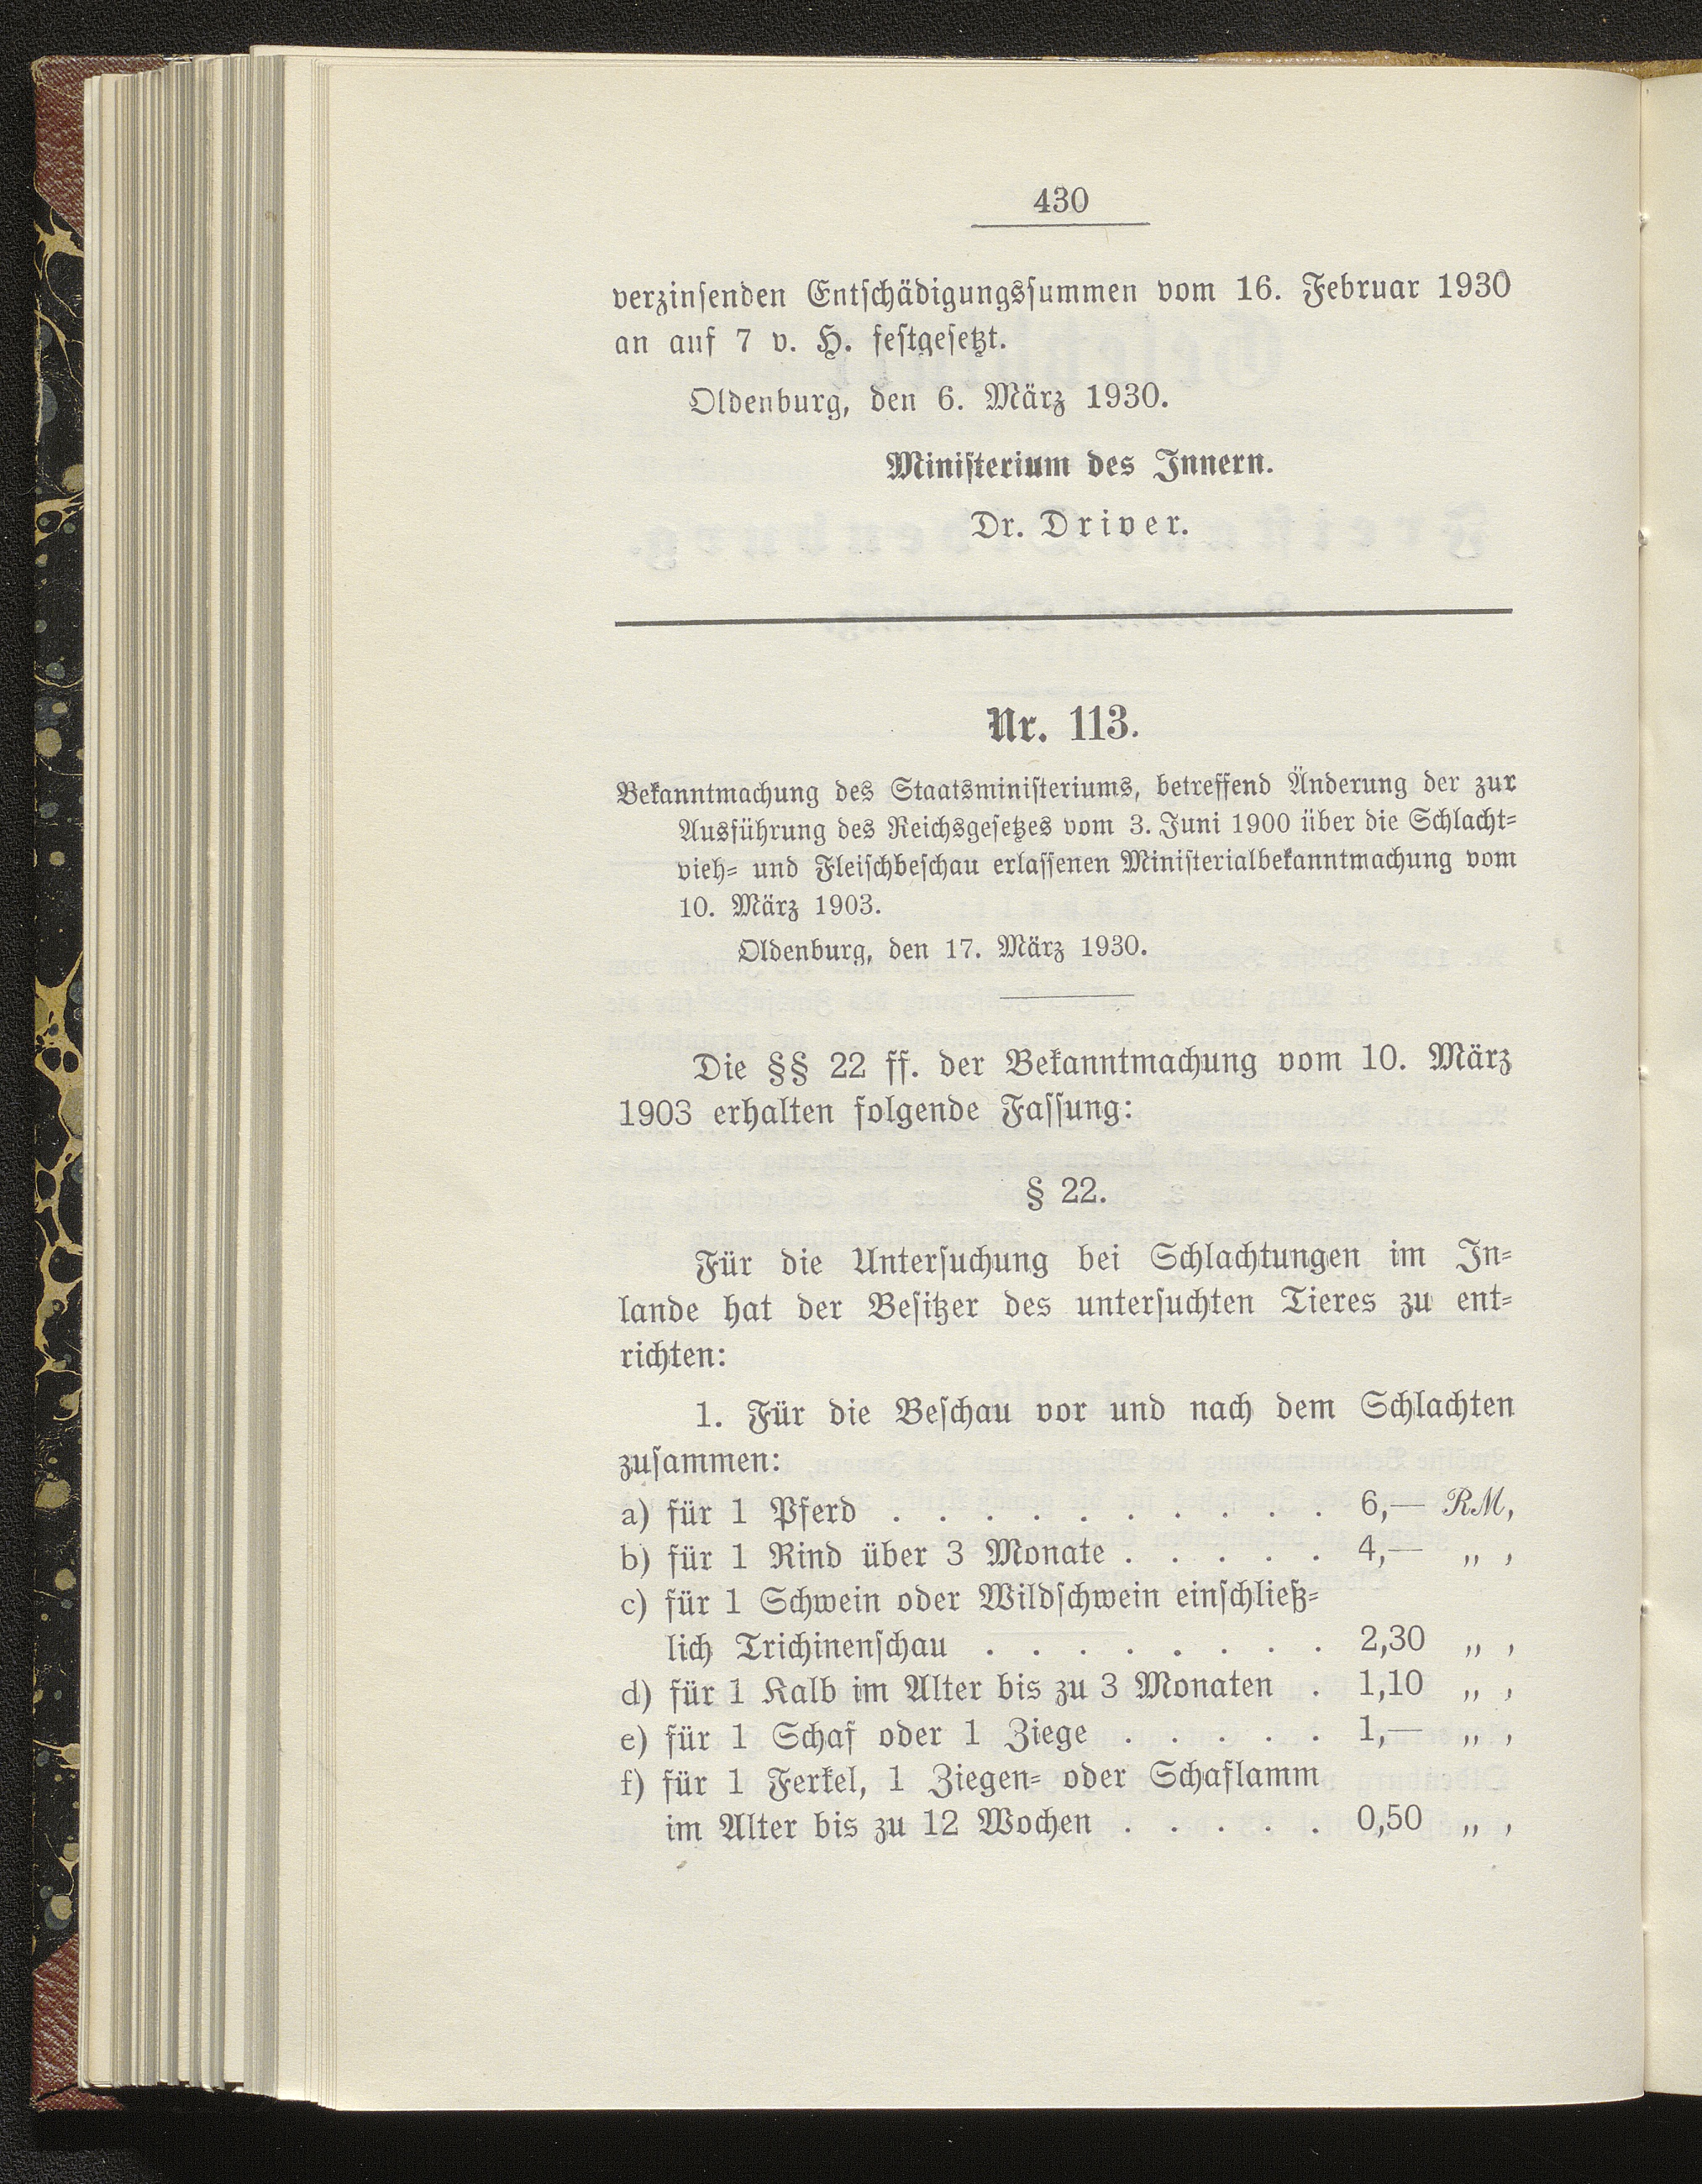 430
verzinsenden Entschädigungssummen vom 16. Februar 1930
an auf 7 v. H. festgesetzt.
Oldenburg, den 6. März 1930.
Ministerium des Innern.
Dr. Driver.
Nr. 113.
Bekanntmachung des Staatsministeriums, betreffend Änderung der zur
Ausführung des Reichsgesetzes vom 3. Juni 1900 über die Schlacht-
vieh- und Fleischbeschau erlassenen Ministerialbekanntmachung vom
10. März 1903.
Oldenburg, den 17. März 1930.
Die §§ 22 ff. der Bekanntmachung vom 10. März
1903 erhalten folgende Fassung:
§ 22.
Für die Untersuchung bei Schlachtungen im In-
lande hat der Besitzer des untersuchten Tieres zu ent-
richten:
1. Für die Beschau vor und nach dem Schlachten
zusammen:
a) für 1 Pferd . . . . . . . . . . 6,— RM,
b) für 1 Rind über 3 Monate . . . . . 4,— „ ,
c) für 1 Schwein oder Wildschwein einschließ-
lich Trichinenschau . . . . . . . . 2,30 „ ,
d) für 1 Kalb im Alter bis zu 3 Monaten . 1,10 „ ,
e) für 1 Schaf oder 1 Ziege . . . . . 1,— „ ,
f) für 1 Ferkel, 1 Ziegen- oder Schaflamm
im Alter bis zu 12 Wochen . . . . . 0,50 „ ,